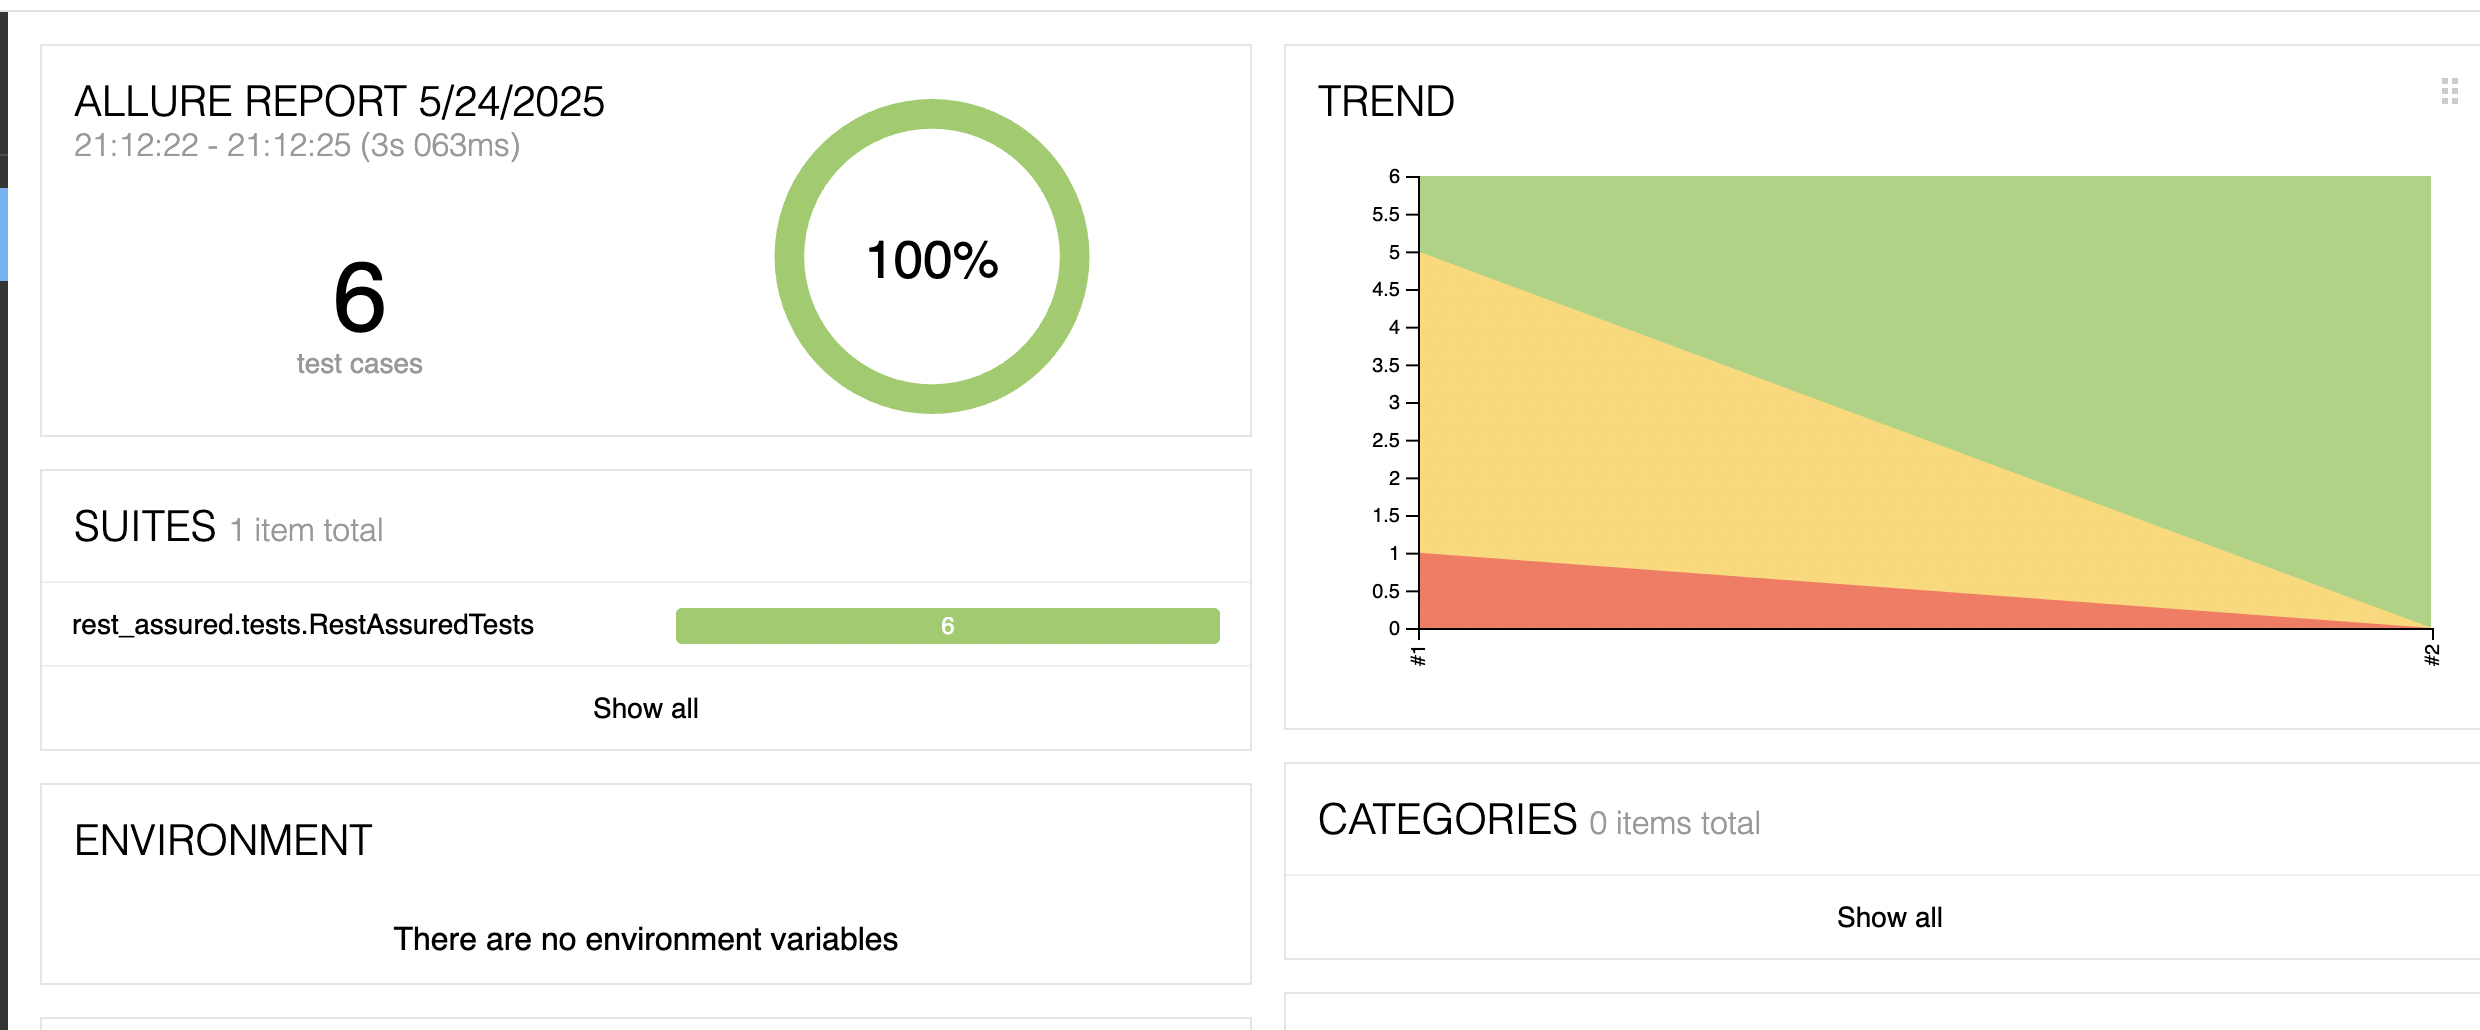 ALLURE REPORT 5/24/2025
21:12:22 - 21:12:25 (3s 063ms)
6
test cases
100%
SUITES 1 item total
rest_assured.tests.RestAssuredTests 6
Show all
ENVIRONMENT
There are no environment variables
TREND
6
5.5
5
4.5
4
3.5
3
2.5
2
1.5
1
0.5
0
#1
#2
CATEGORIES 0 items total
Show all